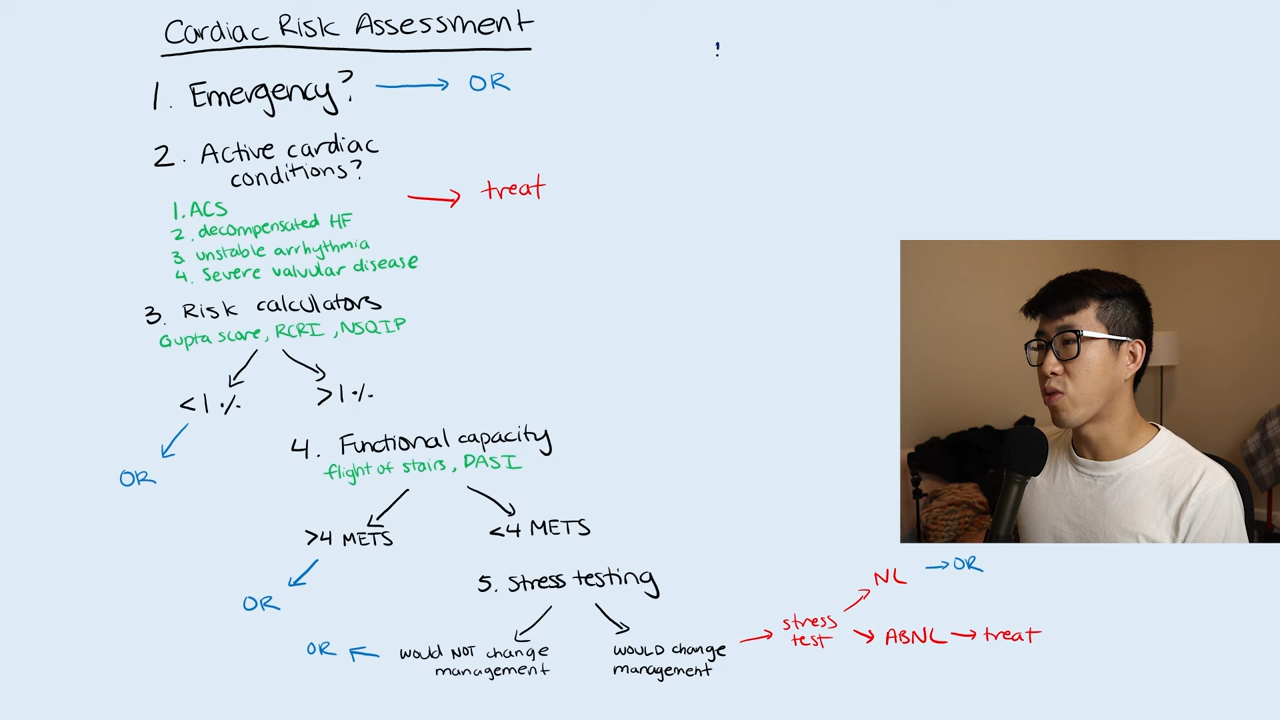 Cardiac Risk Assessment
1. Emergency? → OR
2. Active cardiac
conditions?
→ treat
1. ACS
2. decompensated HF
3. unstable arrhythmia
4. Severe valvular disease
3. Risk calculators
Gupta score, RCRI, NSQIP
<1% >1%
OR
4. Functional capacity
flight of stairs, DASI
>4 METS <4 METS
OR
5. Stress testing
would NOT change
management
OR
WOULD change
management
stress
test
NL → OR
ABNL → treat